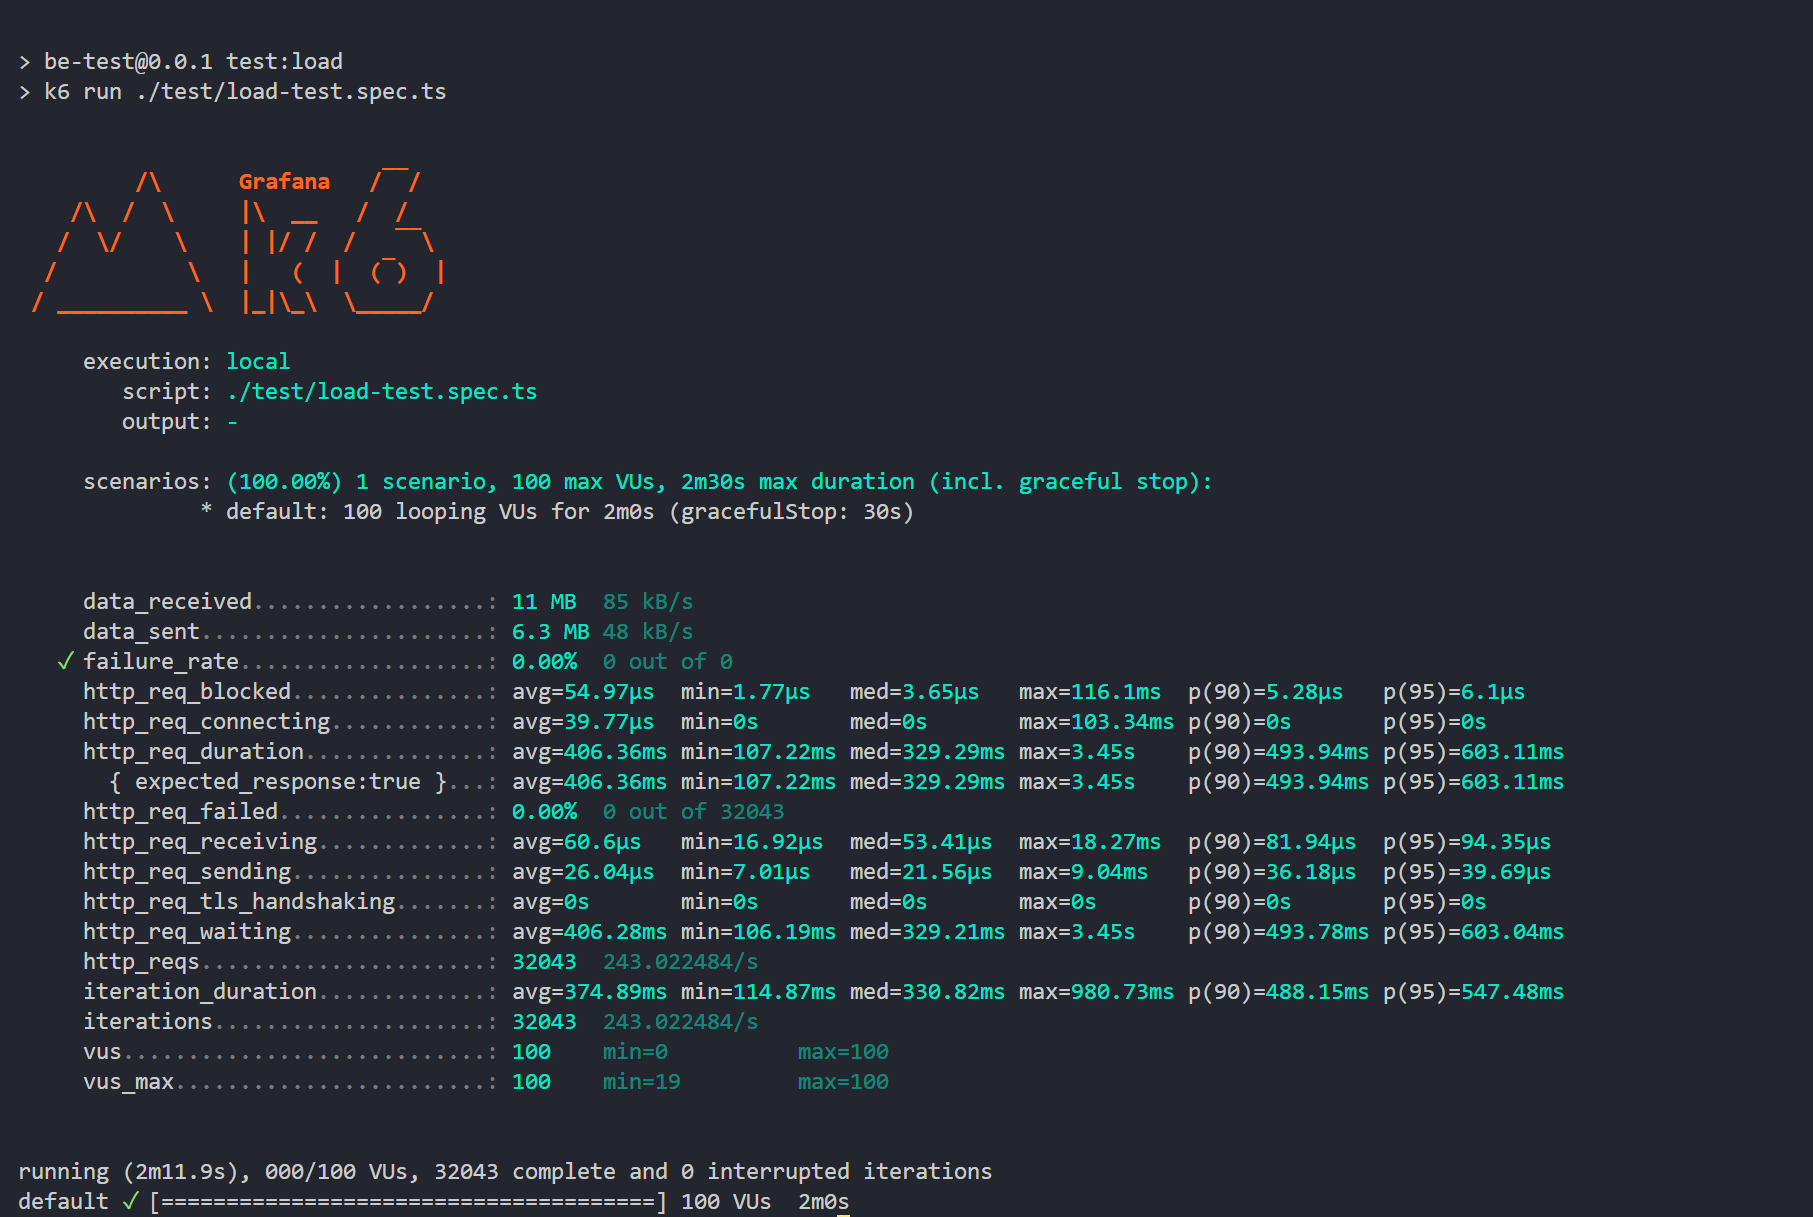 > be-test@0.0.1 test:load
> k6 run ./test/load-test.spec.ts
         /\      Grafana   /‾‾/
    /\  /  \     |\  __   /  /
   /  \/    \    | |/ /  /   ‾‾\
  /          \   |   (  |  (‾)  |
 / __________ \  |_|\_\  \_____/
     execution: local
        script: ./test/load-test.spec.ts
        output: -
     scenarios: (100.00%) 1 scenario, 100 max VUs, 2m30s max duration (incl. graceful stop):
              * default: 100 looping VUs for 2m0s (gracefulStop: 30s)
     data_received..................: 11 MB  85 kB/s
     data_sent......................: 6.3 MB 48 kB/s
   ✓ failure_rate...................: 0.00%  0 out of 0
     http_req_blocked...............: avg=54.97µs  min=1.77µs   med=3.65µs   max=116.1ms  p(90)=5.28µs   p(95)=6.1µs
     http_req_connecting............: avg=39.77µs  min=0s       med=0s       max=103.34ms p(90)=0s       p(95)=0s
     http_req_duration..............: avg=406.36ms min=107.22ms med=329.29ms max=3.45s    p(90)=493.94ms p(95)=603.11ms
       { expected_response:true }...: avg=406.36ms min=107.22ms med=329.29ms max=3.45s    p(90)=493.94ms p(95)=603.11ms
     http_req_failed................: 0.00%  0 out of 32043
     http_req_receiving.............: avg=60.6µs   min=16.92µs  med=53.41µs  max=18.27ms  p(90)=81.94µs  p(95)=94.35µs
     http_req_sending...............: avg=26.04µs  min=7.01µs   med=21.56µs  max=9.04ms   p(90)=36.18µs  p(95)=39.69µs
     http_req_tls_handshaking.......: avg=0s       min=0s       med=0s       max=0s       p(90)=0s       p(95)=0s
     http_req_waiting...............: avg=406.28ms min=106.19ms med=329.21ms max=3.45s    p(90)=493.78ms p(95)=603.04ms
     http_reqs......................: 32043  243.022484/s
     iteration_duration.............: avg=374.89ms min=114.87ms med=330.82ms max=980.73ms p(90)=488.15ms p(95)=547.48ms
     iterations.....................: 32043  243.022484/s
     vus............................: 100    min=0          max=100
     vus_max........................: 100    min=19         max=100
running (2m11.9s), 000/100 VUs, 32043 complete and 0 interrupted iterations
default ✓ [======================================] 100 VUs  2m0s